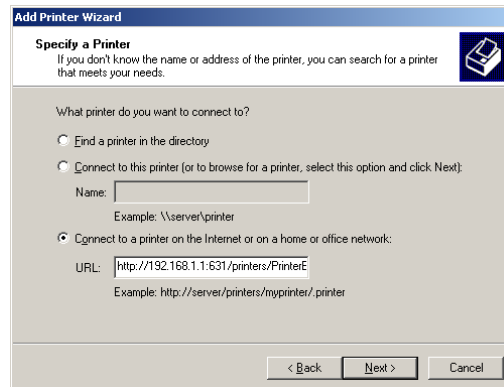 Add Printer Wizard
Specify a Printer
If you don't know the name or address of the printer, you can search for a printer
that meets your needs.
What printer do you want to connect to?
Find a printer in the directory
Connect to this printer (or to browse for a printer, select this option and click Next):
Name:
Example: \\server\printer
Connect to a printer on the Internet or on a home or office network:
URL: http://192.168.1.1:631/printers/PrinterE
Example: http://server/printers/myprinter/.printer
< Back Next > Cancel